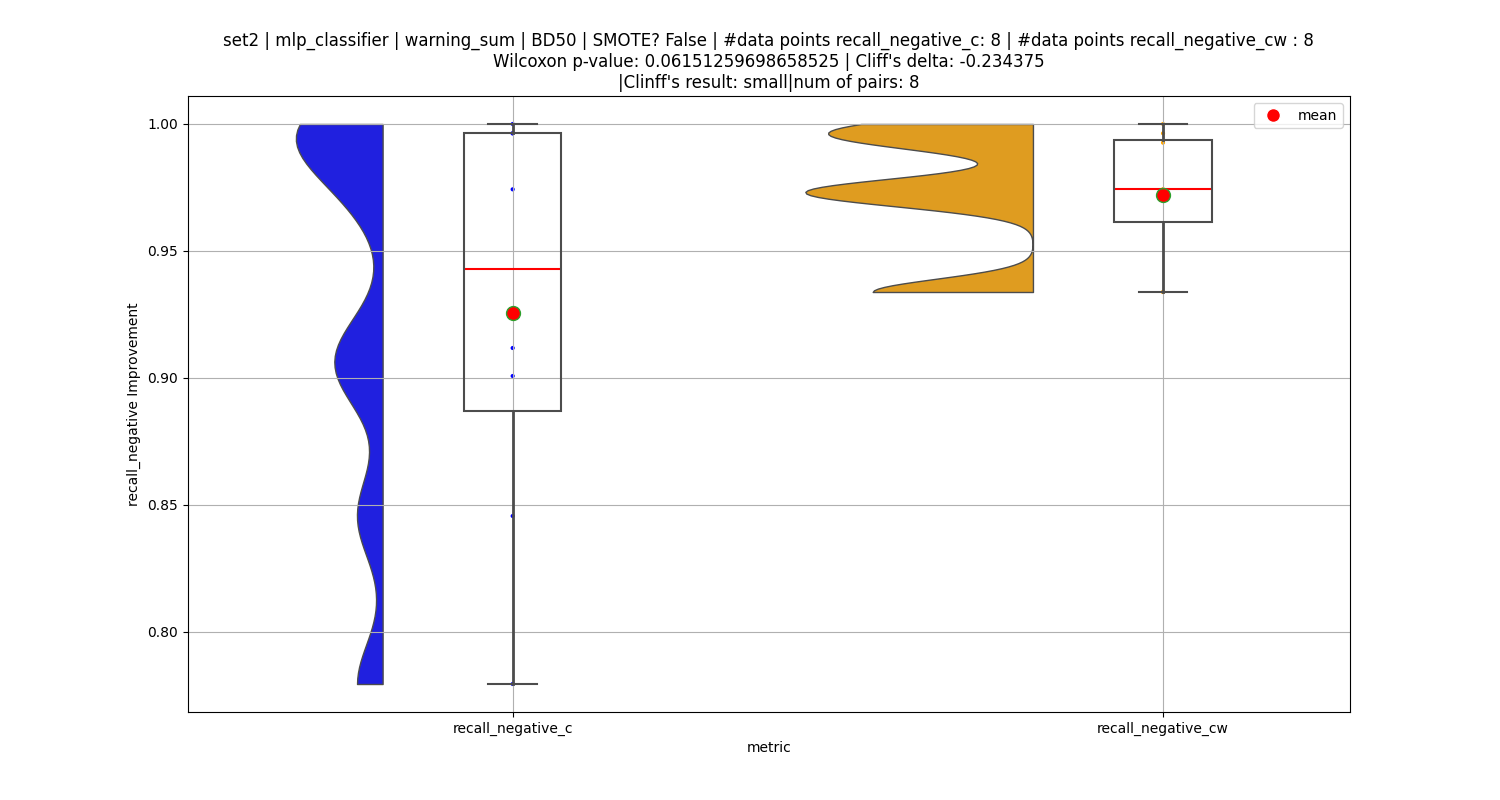 set2 | mlp_classifier | warning_sum | BD50 | SMOTE? False | #data points recall_negative_c: 8 | #data points recall_negative_cw : 8
Wilcoxon p-value: 0.06151259698658525 | Cliff's delta: -0.234375
|Clinff's result: small|num of pairs: 8
mean
1.00
0.95
0.90
0.85
0.80
recall_negative Improvement
recall_negative_c
recall_negative_cw
metric